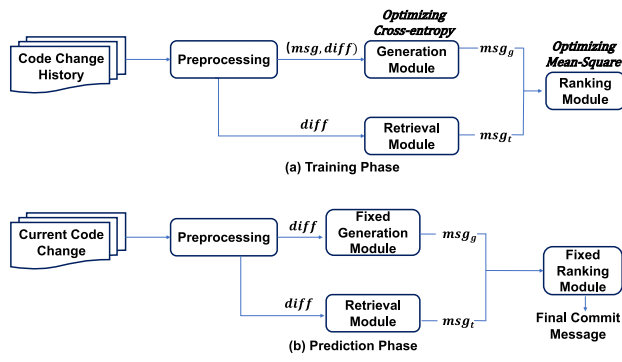 Optimizing
Cross-entropy
Code Change
History
Preprocessing
(msg, diff)
Generation
Module
msg_g
Optimizing
Mean-Square
Ranking
Module
diff
Retrieval
Module
msg_t
(a) Training Phase
Current Code
Change
Preprocessing
diff
Fixed
Generation
Module
msg_g
Fixed
Ranking
Module
diff
Retrieval
Module
msg_t
Final Commit
Message
(b) Prediction Phase